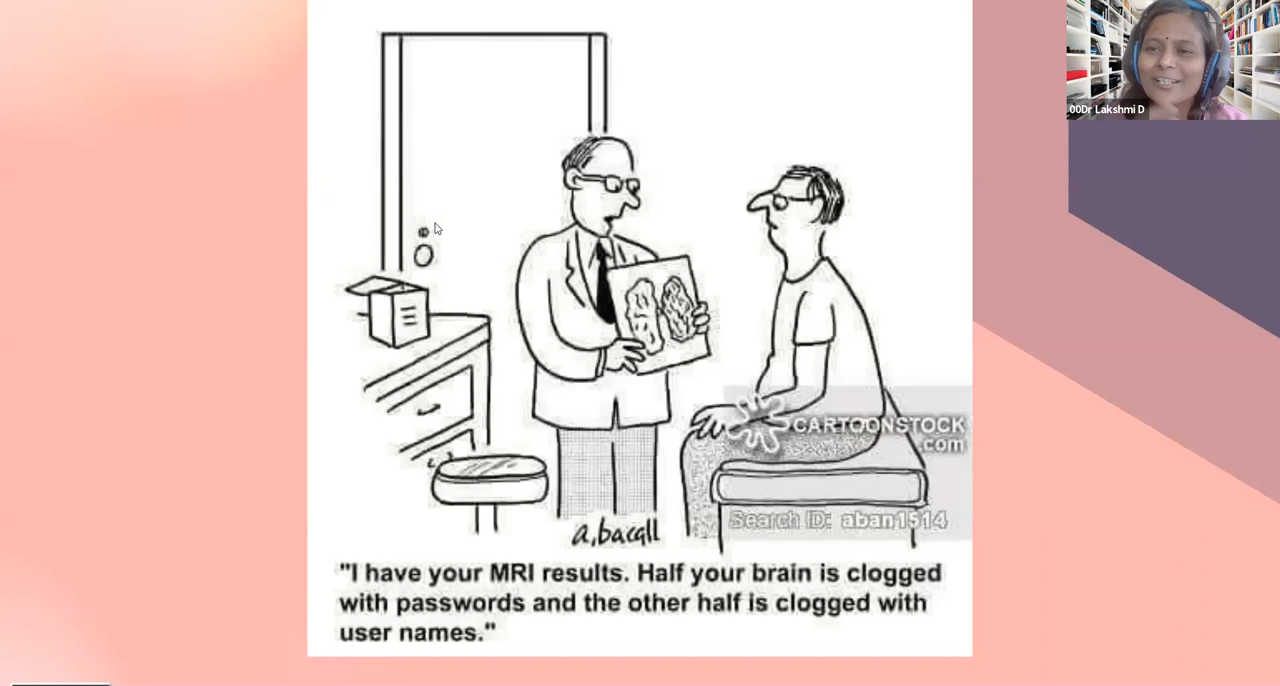 00Dr Lakshmi D
CARTOONSTOCK
.com
Search ID: aban1514
a.bacall
"I have your MRI results. Half your brain is clogged
with passwords and the other half is clogged with
user names."